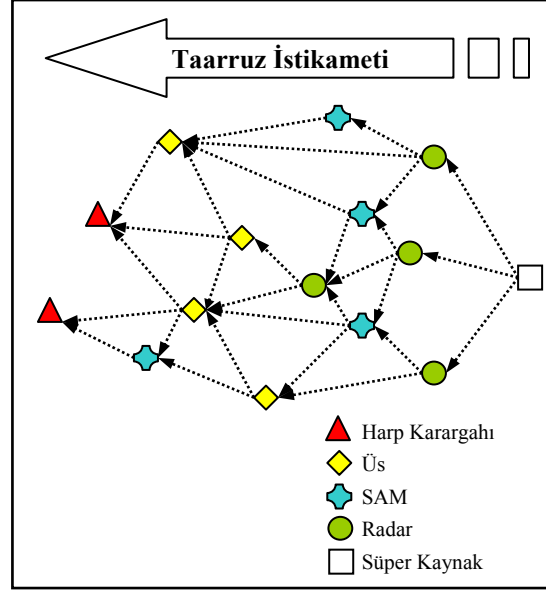 Taarruz İstikameti
Harp Karargahı
Üs
SAM
Radar
Süper Kaynak